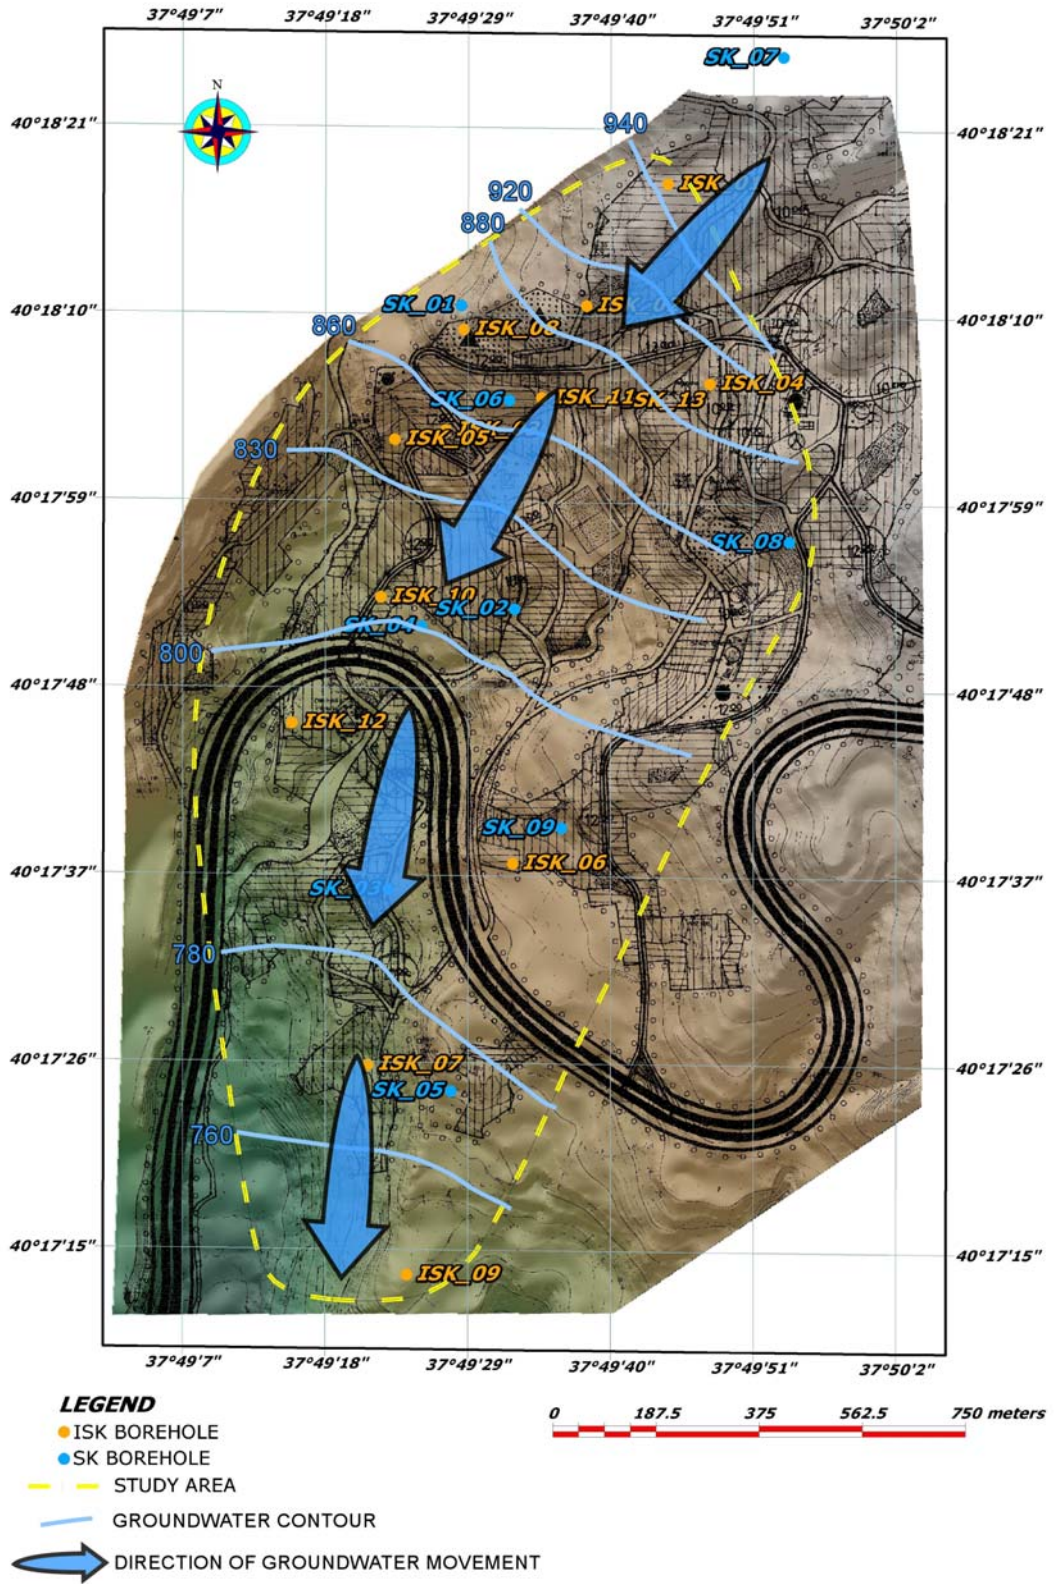 37°49'7" 37°49'18" 37°49'29" 37°49'40" 37°49'51" 37°50'2"
SK_07
N
40°18'21" 940 40°18'21"
920
ISK
880
40°18'10" SK_01 40°18'10"
860 ISK_08
ISK_04
SK_06 ISK_11 ISK_13
830 ISK_05
40°17'59" 40°17'59"
SK_08
ISK_10
SK_02
SK_04
800
40°17'48" 40°17'48"
ISK_12
SK_09
ISK_06
40°17'37" 40°17'37"
SK_03
780
40°17'26" ISK_07 40°17'26"
SK_05
760
40°17'15" 40°17'15"
ISK_09
37°49'7" 37°49'18" 37°49'29" 37°49'40" 37°49'51" 37°50'2"
LEGEND
0 187.5 375 562.5 750 meters
ISK BOREHOLE
SK BOREHOLE
STUDY AREA
GROUNDWATER CONTOUR
DIRECTION OF GROUNDWATER MOVEMENT